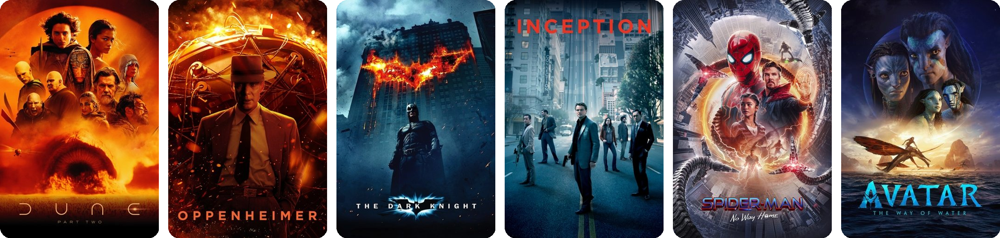 DUNE
PART TWO
OPPENHEIMER
THE DARK KNIGHT
INCEPTION
SPIDER-MAN
No Way Home
AVATAR
THE WAY OF WATER